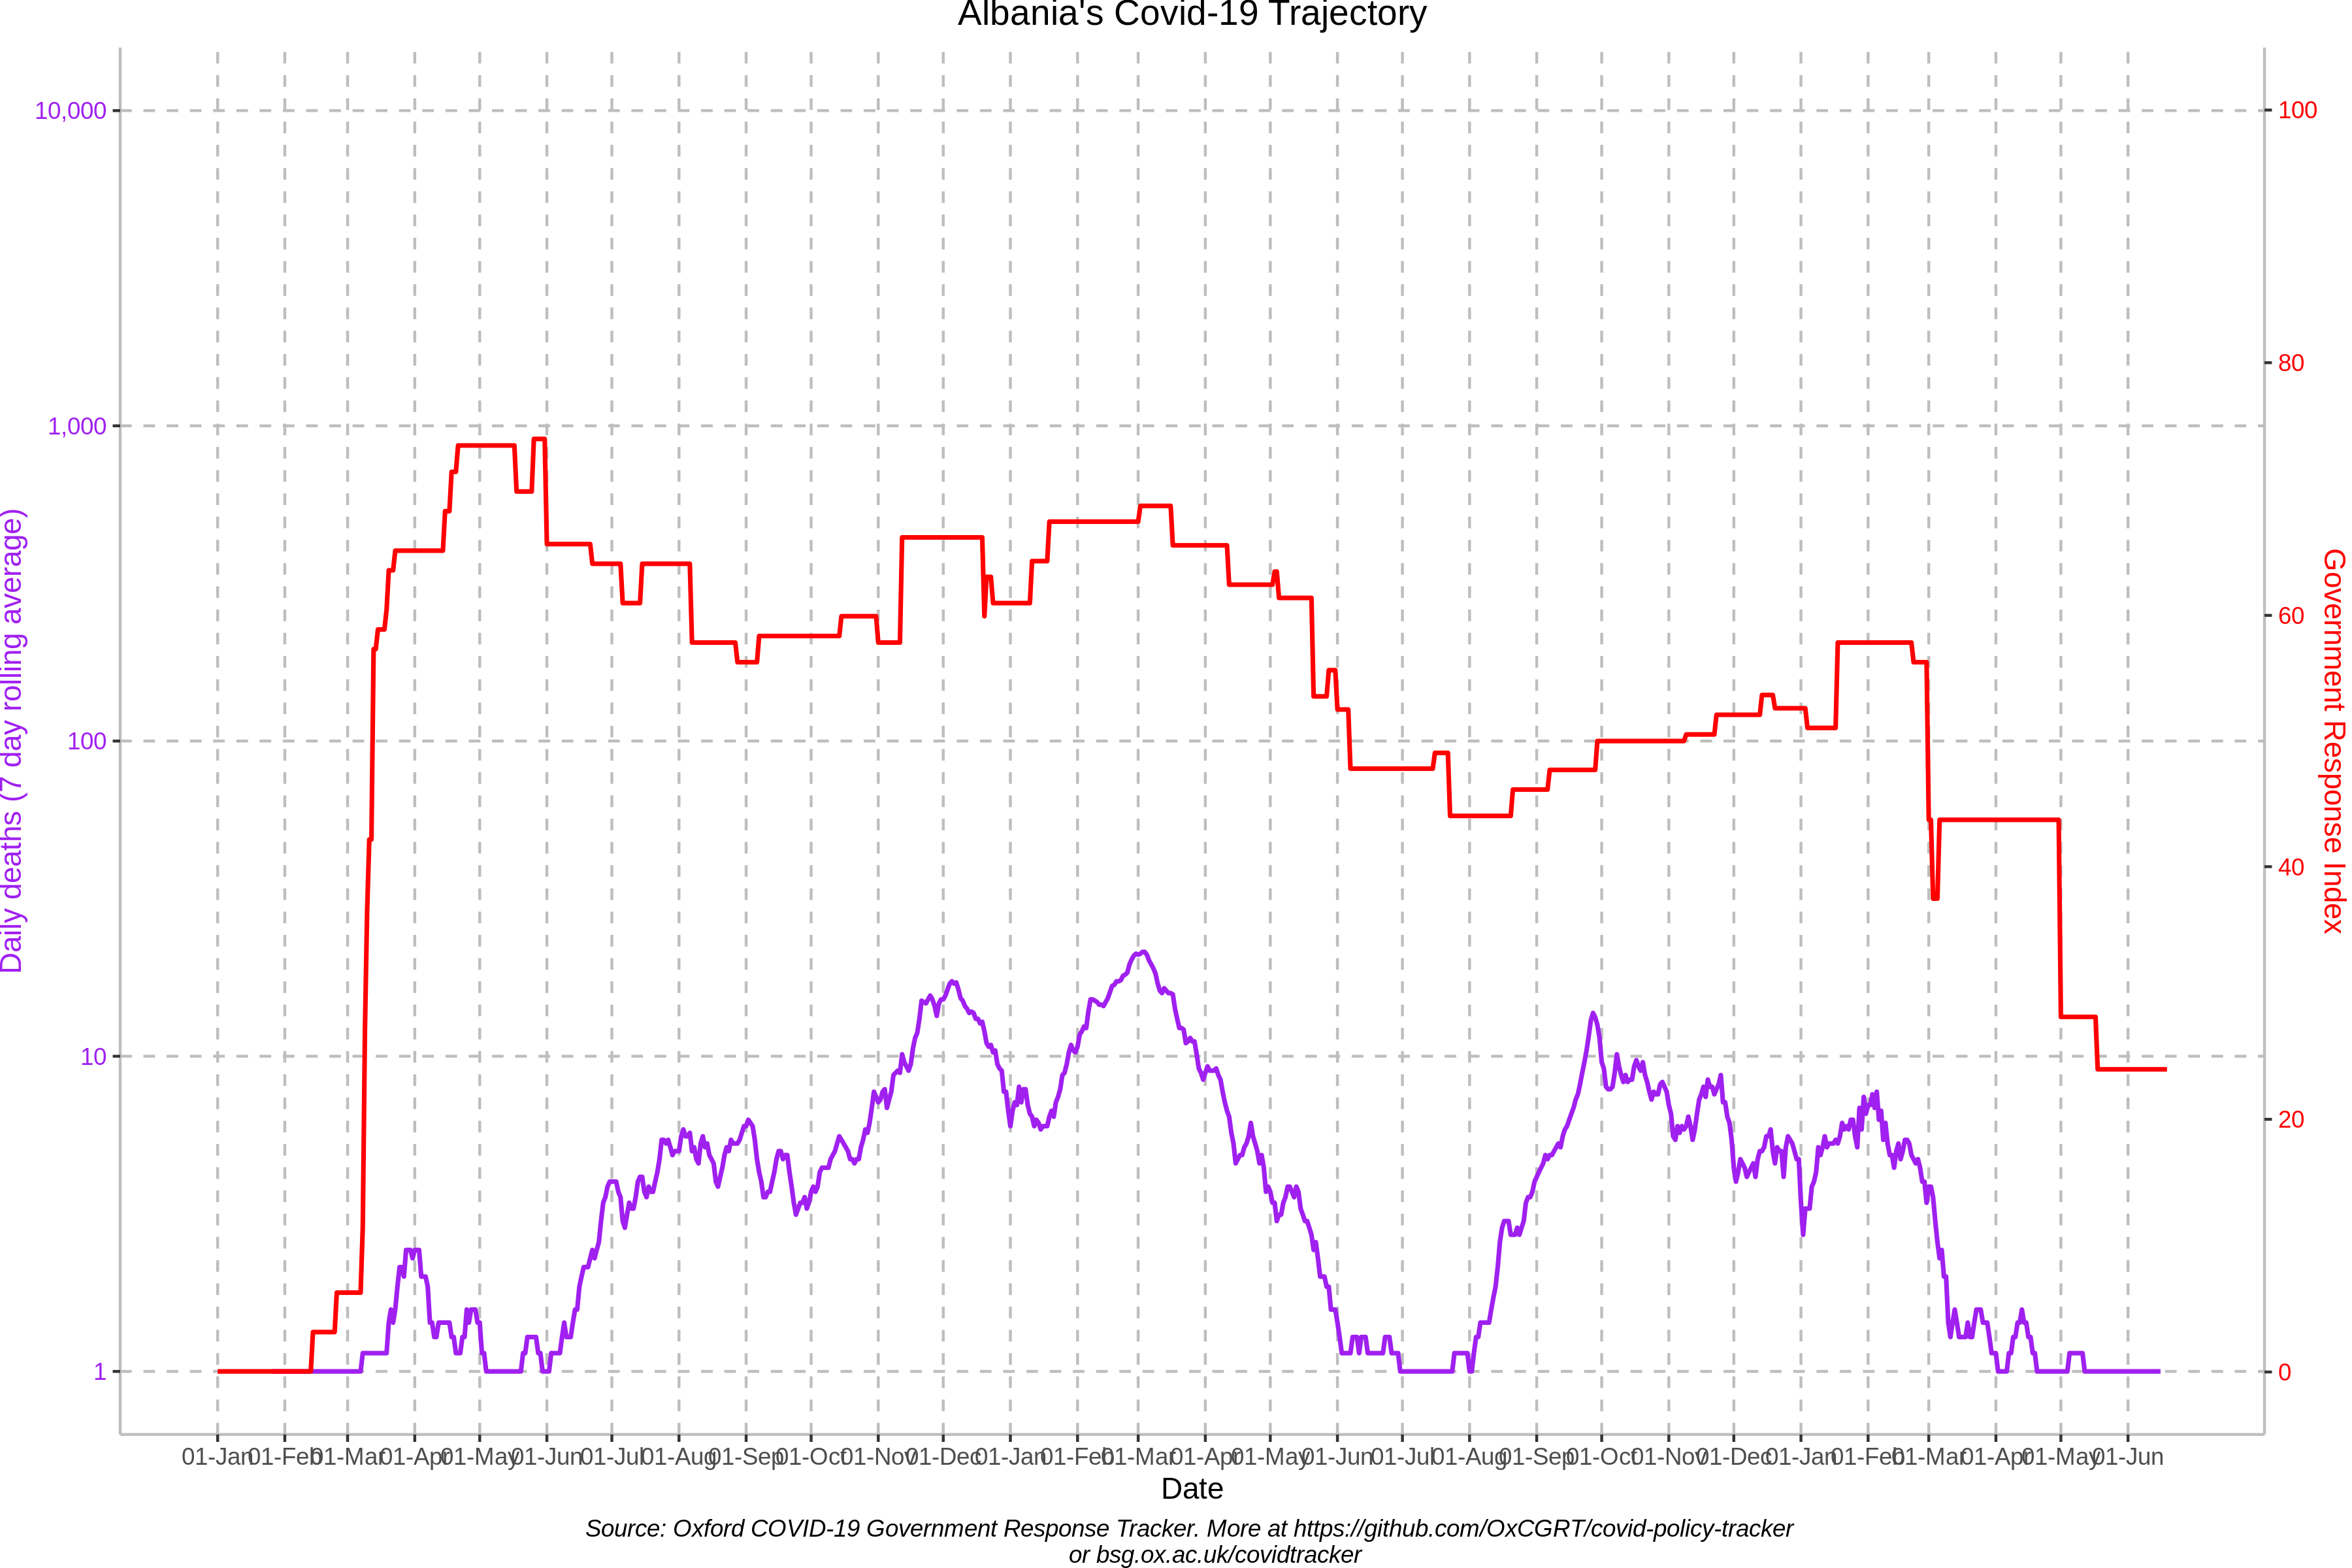 Albania's Covid-19 Trajectory
10,000
1,000
100
10
1
Daily deaths (7 day rolling average)
100
80
60
40
20
0
Government Response Index
01-Jan 01-Feb 01-Mar 01-Apr 01-May 01-Jun 01-Jul 01-Aug 01-Sep 01-Oct 01-Nov 01-Dec 01-Jan 01-Feb 01-Mar 01-Apr 01-May 01-Jun 01-Jul 01-Aug 01-Sep 01-Oct 01-Nov 01-Dec 01-Jan 01-Feb 01-Mar 01-Apr 01-May 01-Jun
Date
Source: Oxford COVID-19 Government Response Tracker. More at https://github.com/OxCGRT/covid-policy-tracker
or bsg.ox.ac.uk/covidtracker